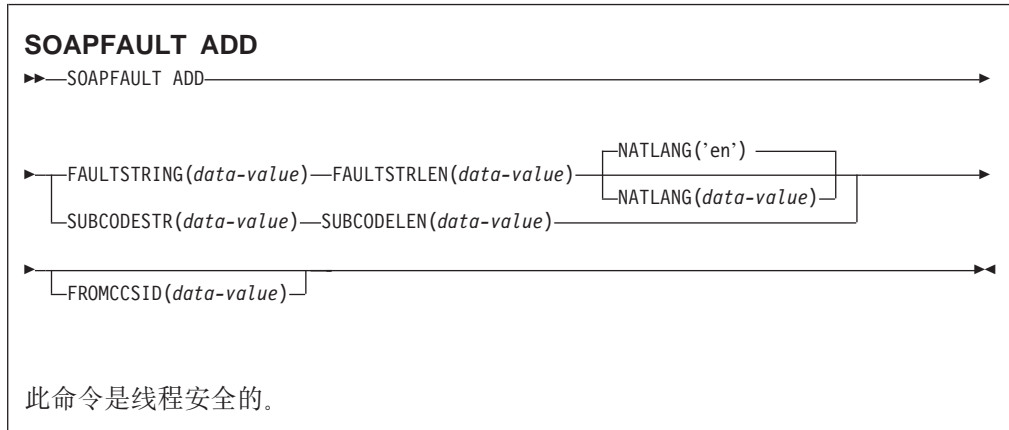 SOAPFAULT ADD
SOAPFAULT ADD
NATLANG('en')
FAULTSTRING(data-value) FAULTSTRLEN(data-value)
NATLANG(data-value)
SUBCODESTR(data-value) SUBCODELEN(data-value)
FROMCCSID(data-value)
此命令是线程安全的。